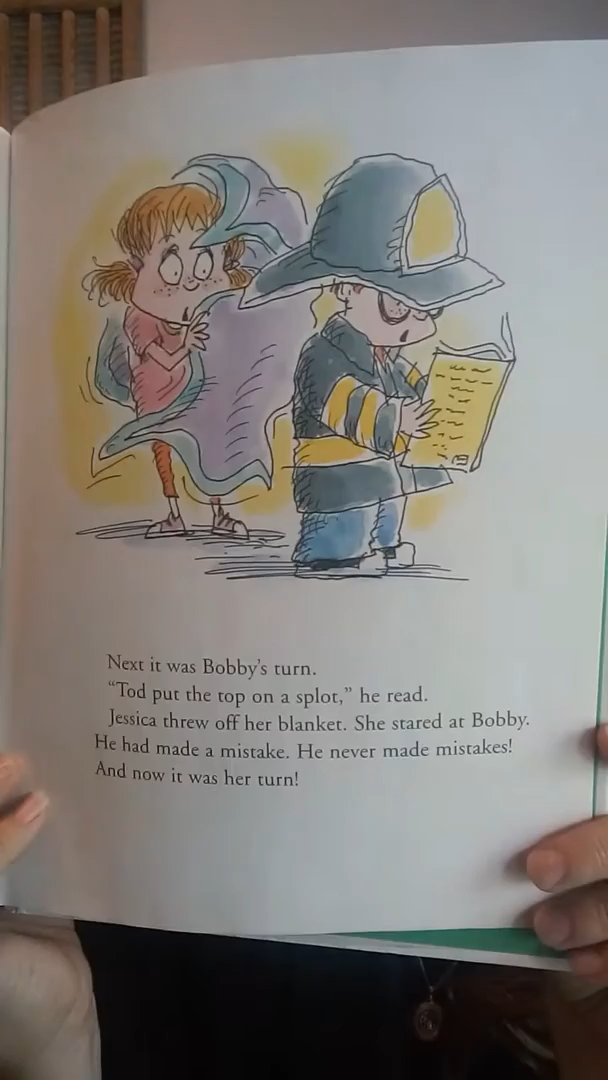 Next it was Bobby's turn.
"Tod put the top on a splot," he read.
Jessica threw off her blanket. She stared at Bobby.
He had made a mistake. He never made mistakes!
And now it was her turn!